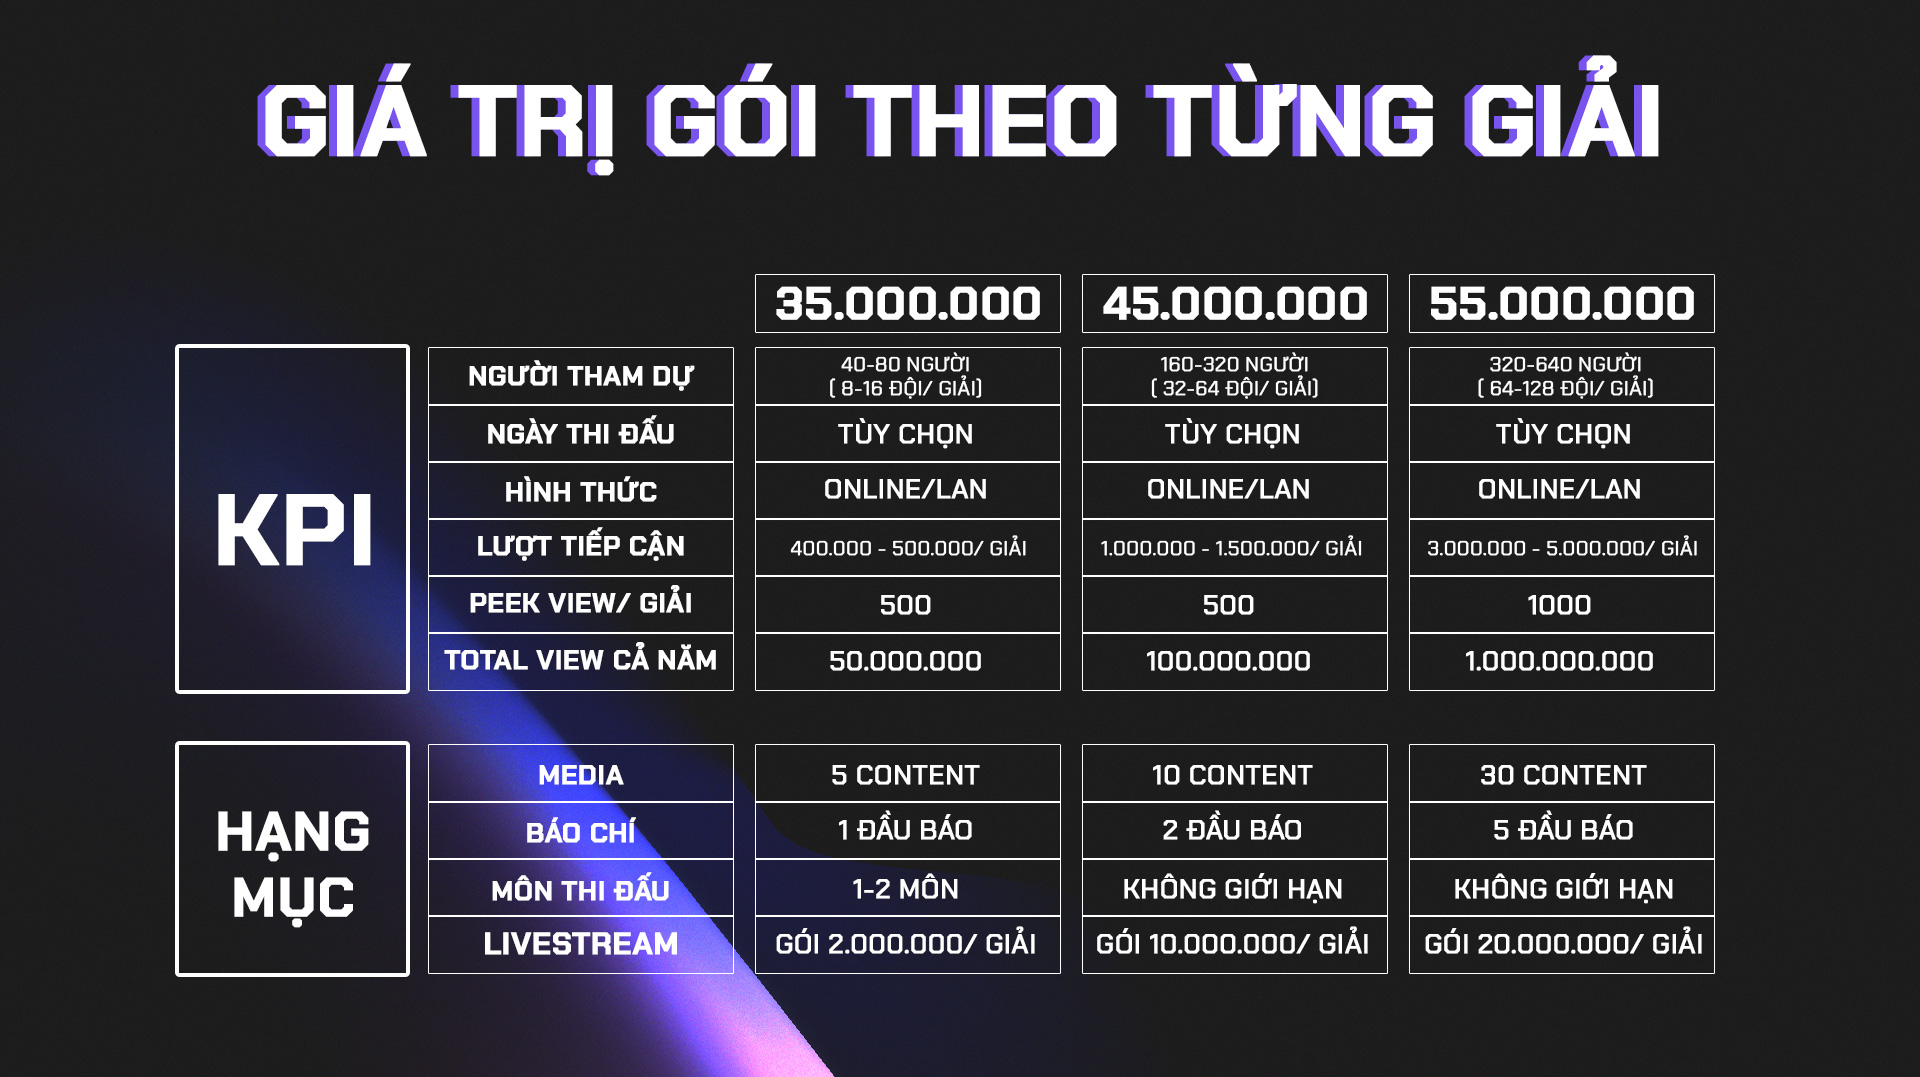 GIÁ TRỊ GÓI THEO TỪNG GIẢI
35.000.000 45.000.000 55.000.000
KPI
NGƯỜI THAM DỰ
40-80 NGƯỜI
( 8-16 ĐỘI/ GIẢI)
160-320 NGƯỜI
( 32-64 ĐỘI/ GIẢI)
320-640 NGƯỜI
( 64-128 ĐỘI/ GIẢI)
NGÀY THI ĐẤU TÙY CHỌN TÙY CHỌN TÙY CHỌN
HÌNH THỨC ONLINE/LAN ONLINE/LAN ONLINE/LAN
LƯỢT TIẾP CẬN 400.000 - 500.000/ GIẢI 1.000.000 - 1.500.000/ GIẢI 3.000.000 - 5.000.000/ GIẢI
PEEK VIEW/ GIẢI 500 500 1000
TOTAL VIEW CẢ NĂM 50.000.000 100.000.000 1.000.000.000
HẠNG
MỤC
MEDIA 5 CONTENT 10 CONTENT 30 CONTENT
BÁO CHÍ 1 ĐẦU BÁO 2 ĐẦU BÁO 5 ĐẦU BÁO
MÔN THI ĐẤU 1-2 MÔN KHÔNG GIỚI HẠN KHÔNG GIỚI HẠN
LIVESTREAM GÓI 2.000.000/ GIẢI GÓI 10.000.000/ GIẢI GÓI 20.000.000/ GIẢI